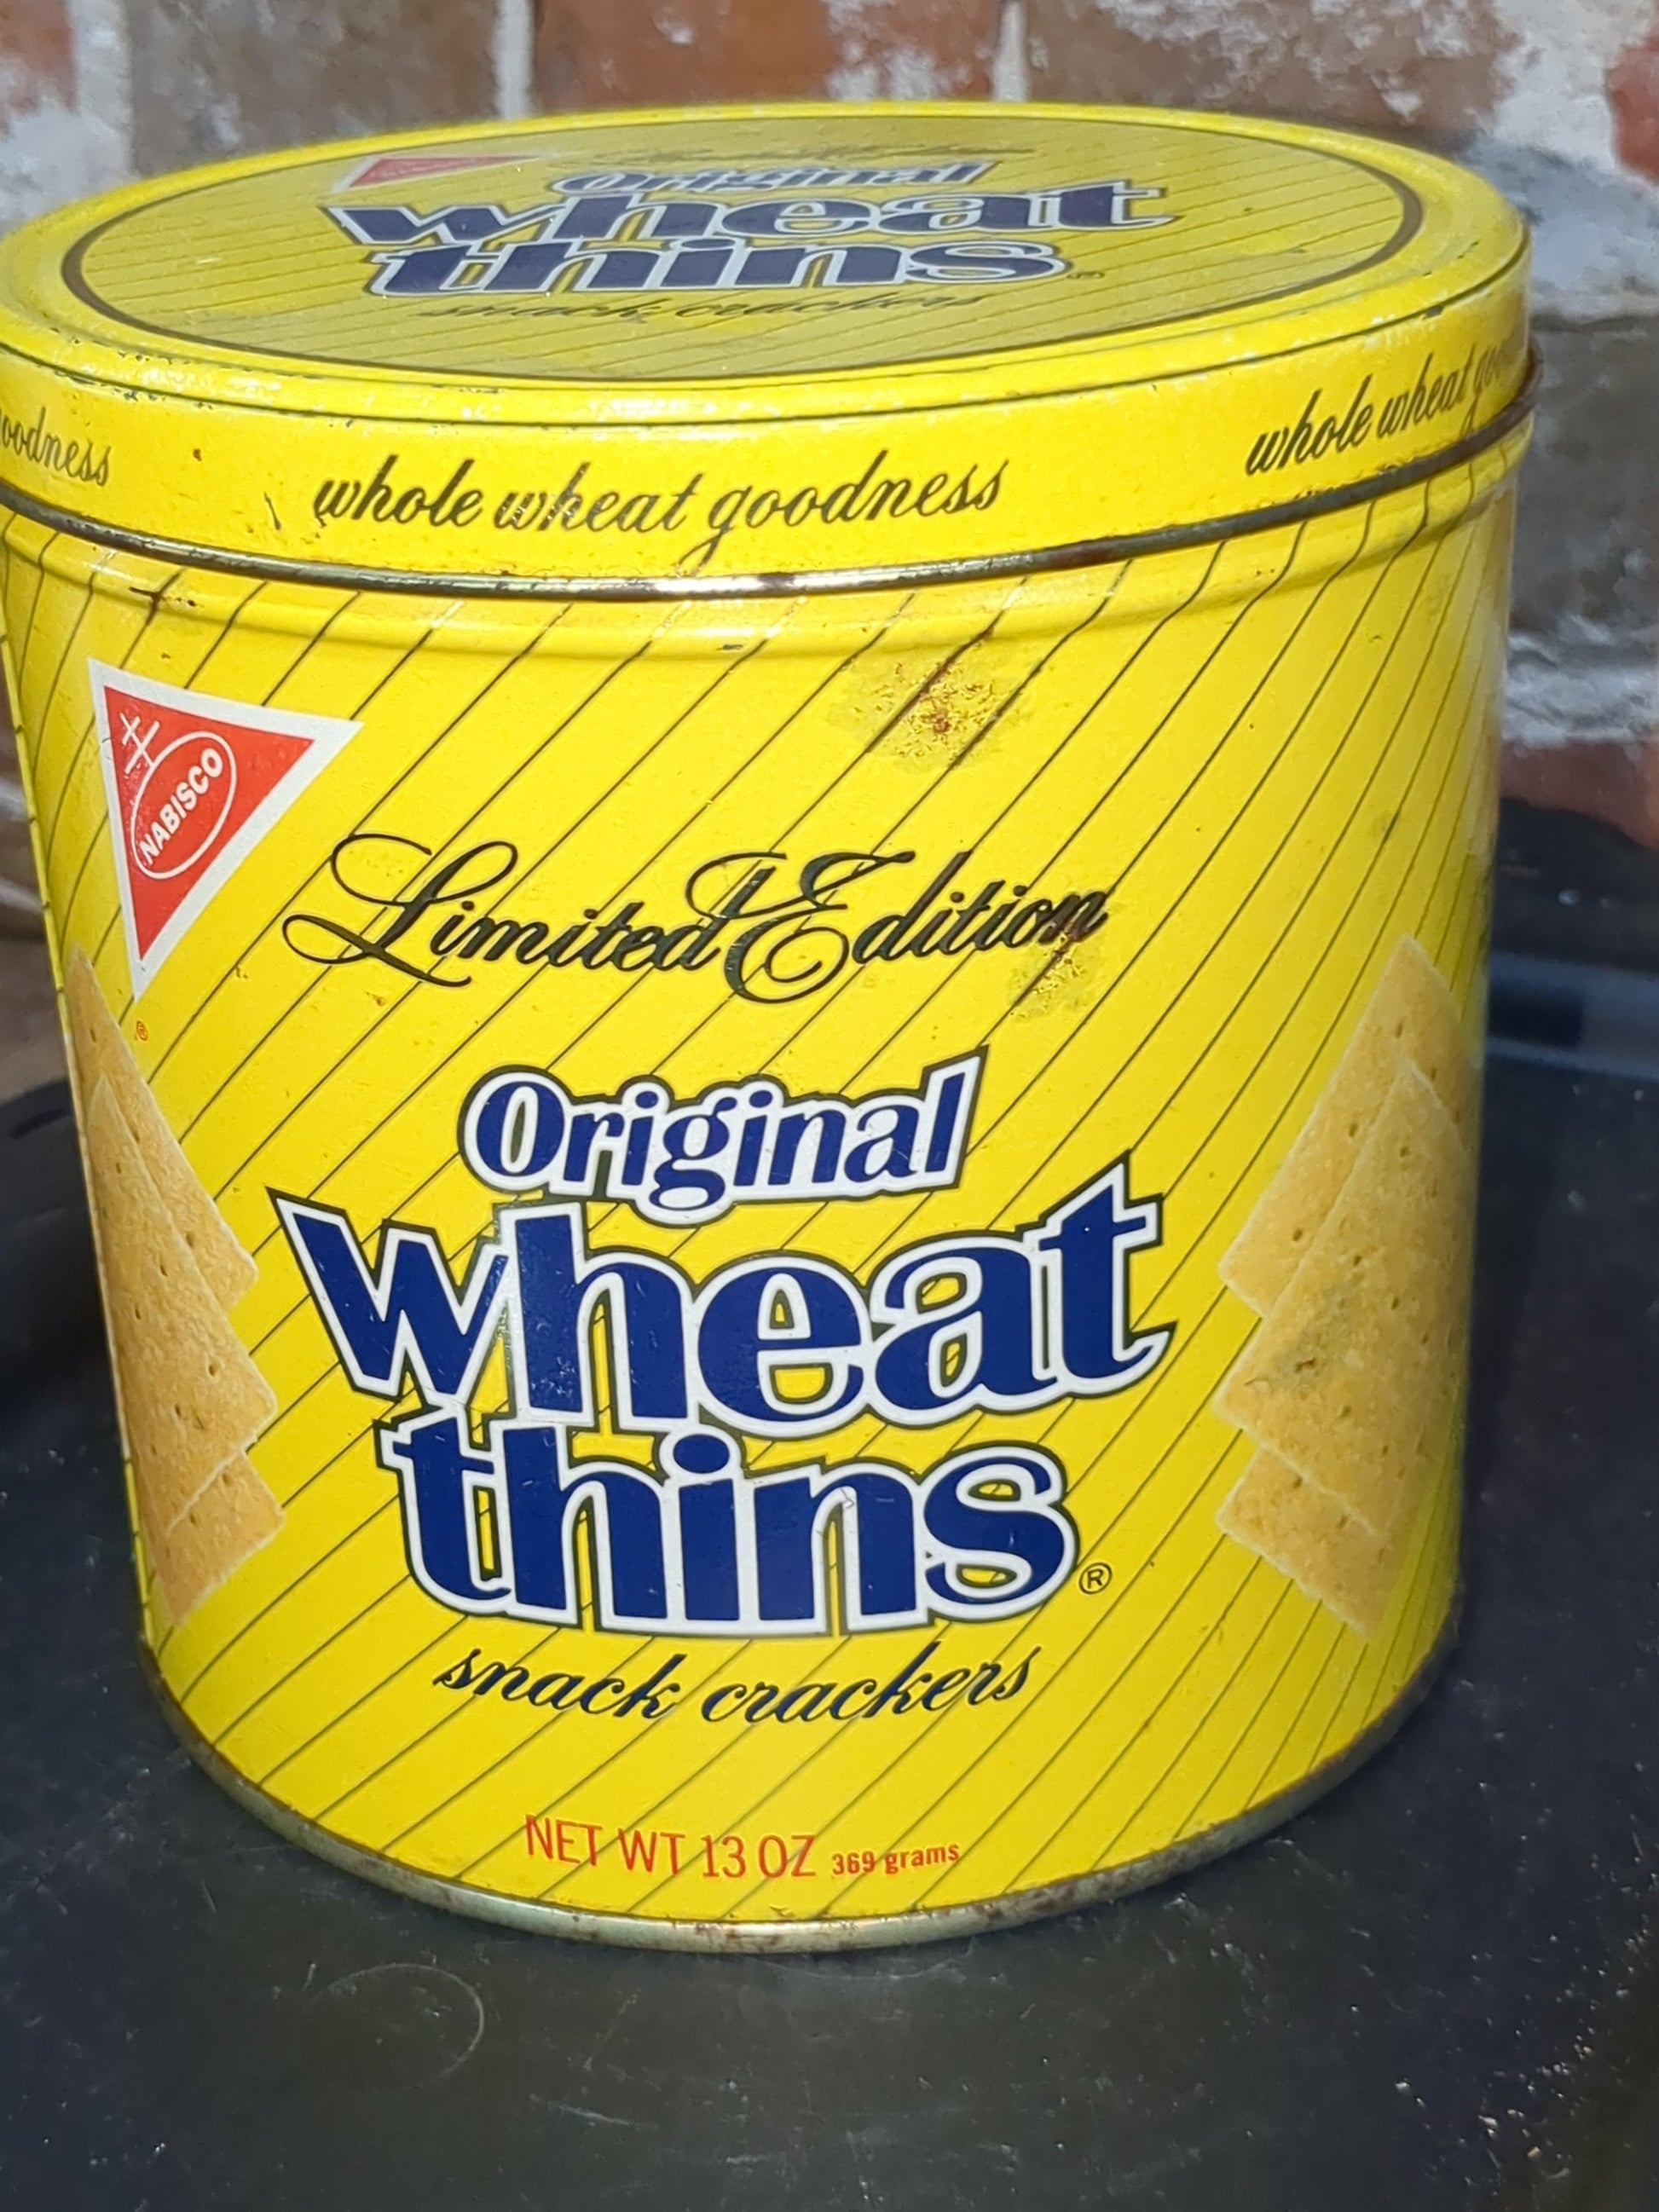 Original
wheat
thins
®
snack crackers
goodness
whole wheat goodness
whole wheat
NABISCO
®
Limited Edition
Original
wheat
thins
®
snack crackers
NET WT 13 OZ 369 grams